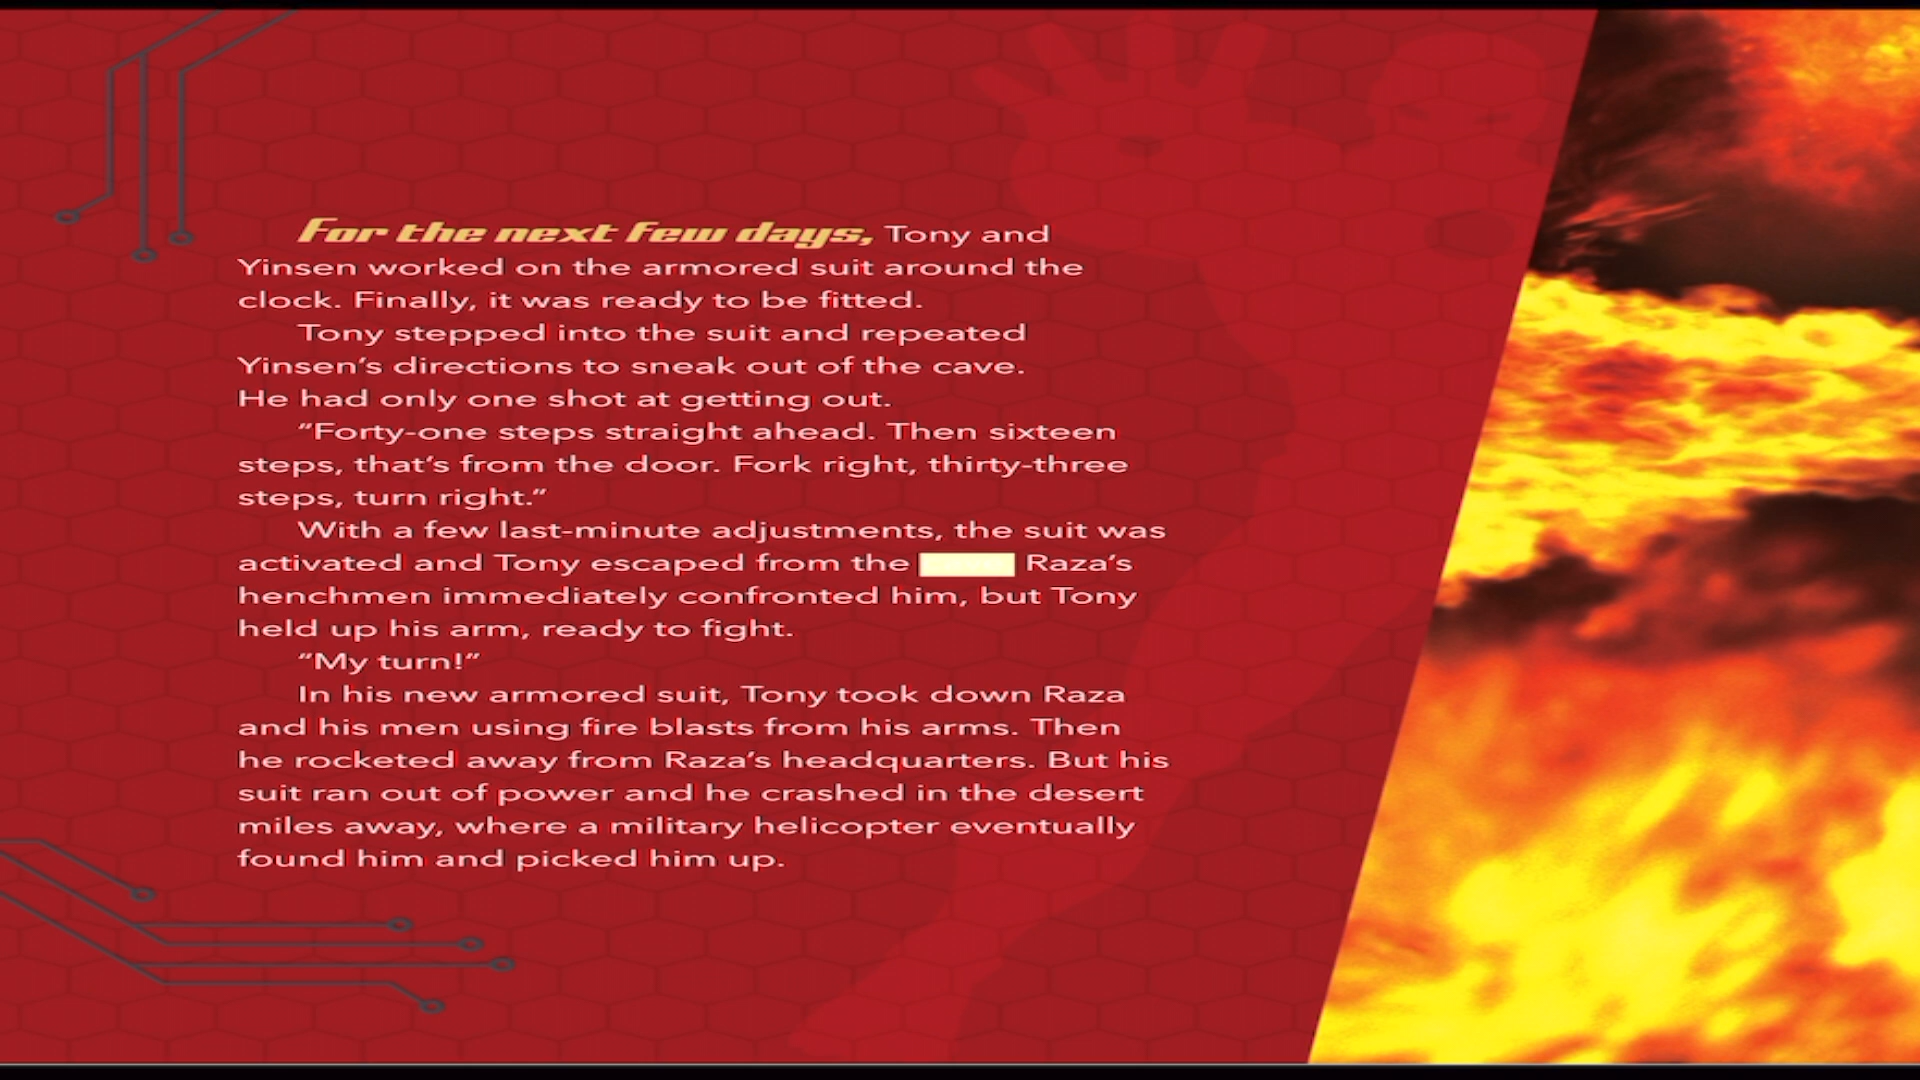 For the next few days, Tony and
Yinsen worked on the armored suit around the
clock. Finally, it was ready to be fitted.
Tony stepped into the suit and repeated
Yinsen's directions to sneak out of the cave.
He had only one shot at getting out.
"Forty-one steps straight ahead. Then sixteen
steps, that's from the door. Fork right, thirty-three
steps, turn right."
With a few last-minute adjustments, the suit was
activated and Tony escaped from the Raza's
henchmen immediately confronted him, but Tony
held up his arm, ready to fight.
"My turn!"
In his new armored suit, Tony took down Raza
and his men using fire blasts from his arms. Then
he rocketed away from Raza's headquarters. But his
suit ran out of power and he crashed in the desert
miles away, where a military helicopter eventually
found him and picked him up.